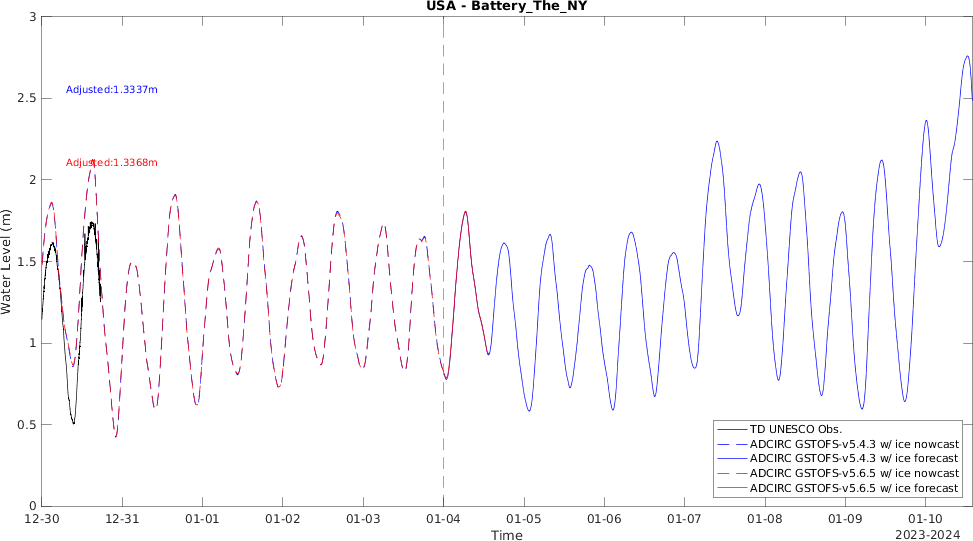 USA - Battery_The_NY
3
2.5
2
1.5
1
0.5
0
Water Level (m)
Adjusted:1.3337m
Adjusted:1.3368m
TD UNESCO Obs.
ADCIRC GSTOFS-v5.4.3 w/ ice nowcast
ADCIRC GSTOFS-v5.4.3 w/ ice forecast
ADCIRC GSTOFS-v5.6.5 w/ ice nowcast
ADCIRC GSTOFS-v5.6.5 w/ ice forecast
12-30 12-31 01-01 01-02 01-03 01-04 01-05 01-06 01-07 01-08 01-09 01-10
Time
2023-2024